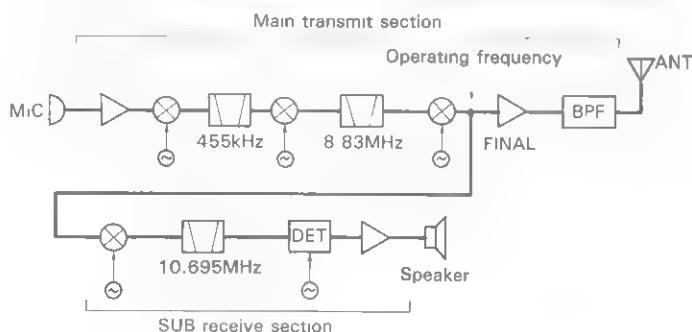 Main transmit section
Operating frequency
ANT
MIC
455kHz
8 83MHz
FINAL
BPF
DET
10.695MHz
Speaker
SUB receive section